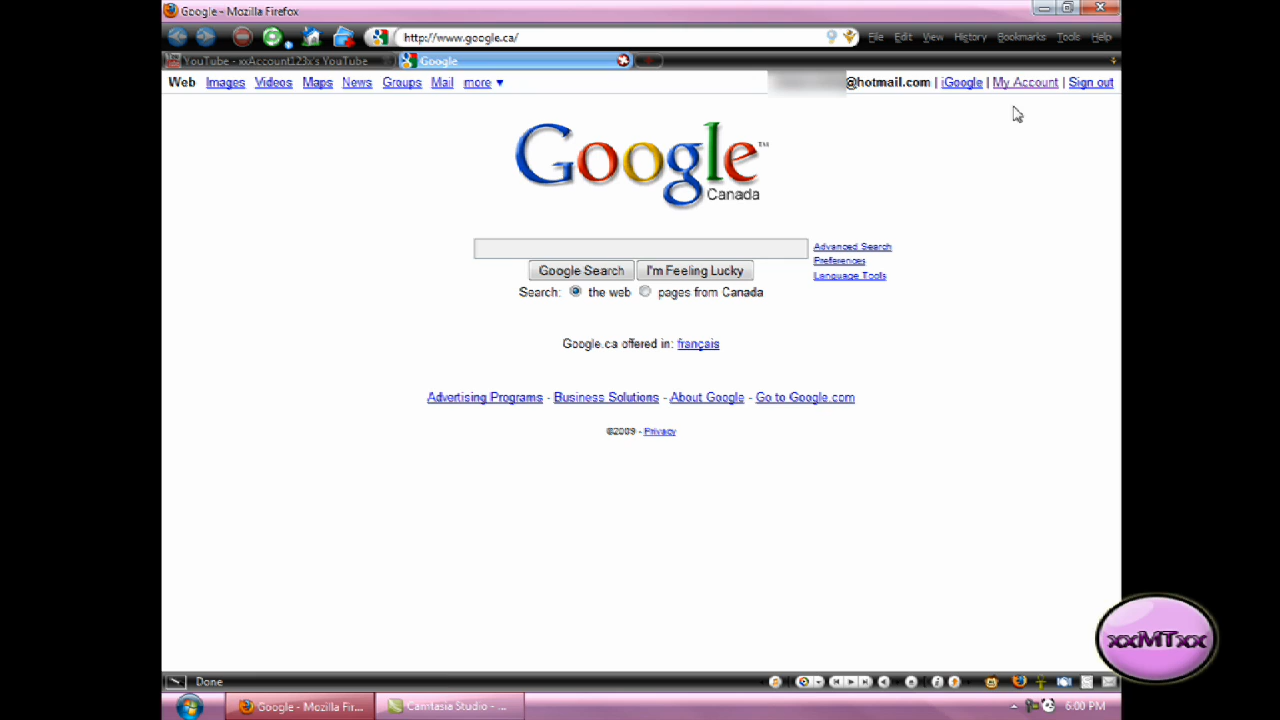 Google - Mozilla Firefox
http://www.google.ca/
File Edit View History Bookmarks Tools Help
YouTube - xxAccount123x's YouTube
Google
Web Images Videos Maps News Groups Mail more ▼
@hotmail.com | iGoogle | My Account | Sign out
Google™
Canada
Advanced Search
Preferences
Language Tools
Google Search I'm Feeling Lucky
Search: the web pages from Canada
Google.ca offered in: français
Advertising Programs - Business Solutions - About Google - Go to Google.com
©2009 - Privacy
xxMTxx
Done
Google - Mozilla Fir...
Camtasia Studio - ...
6:00 PM